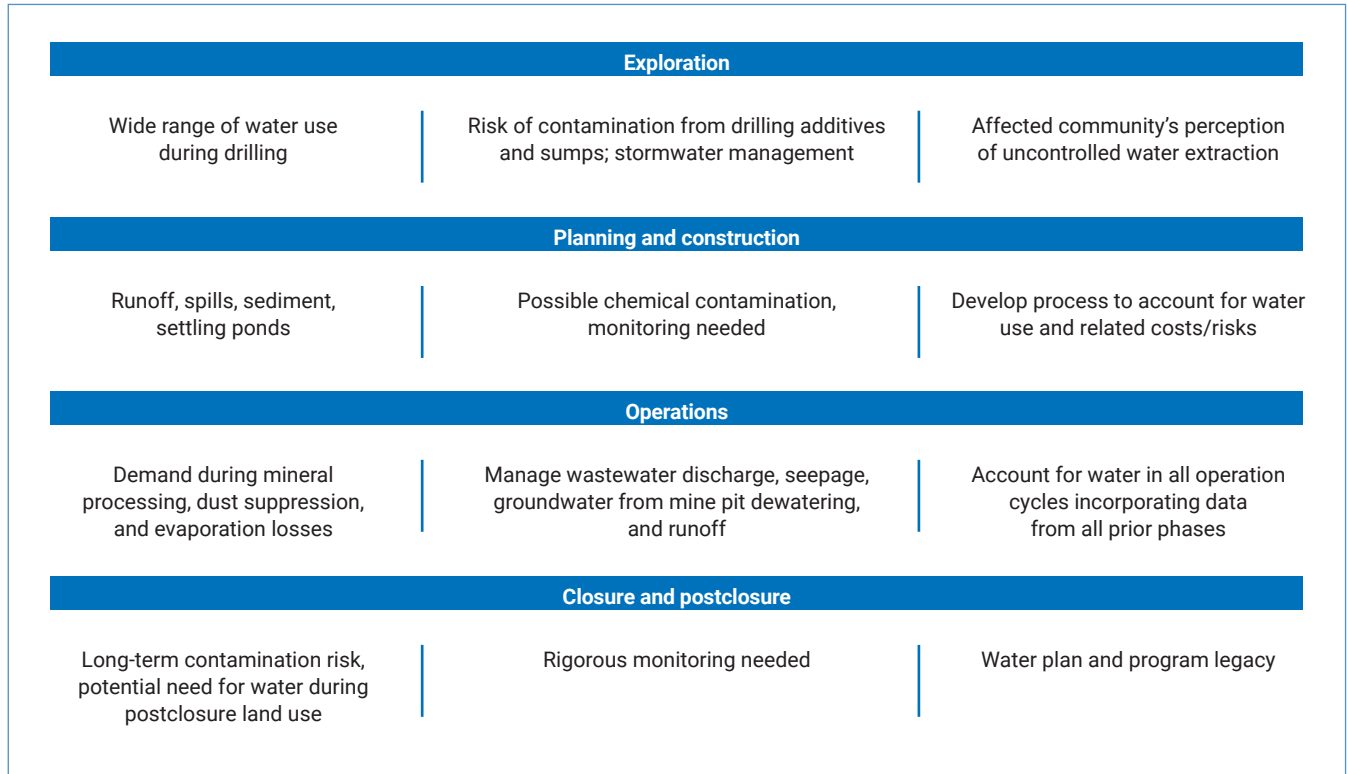 Exploration
Wide range of water use
during drilling
Risk of contamination from drilling additives
and sumps; stormwater management
Affected community’s perception
of uncontrolled water extraction
Planning and construction
Runoff, spills, sediment,
settling ponds
Possible chemical contamination,
monitoring needed
Develop process to account for water
use and related costs/risks
Operations
Demand during mineral
processing, dust suppression,
and evaporation losses
Manage wastewater discharge, seepage,
groundwater from mine pit dewatering,
and runoff
Account for water in all operation
cycles incorporating data
from all prior phases
Closure and postclosure
Long-term contamination risk,
potential need for water during
postclosure land use
Rigorous monitoring needed
Water plan and program legacy